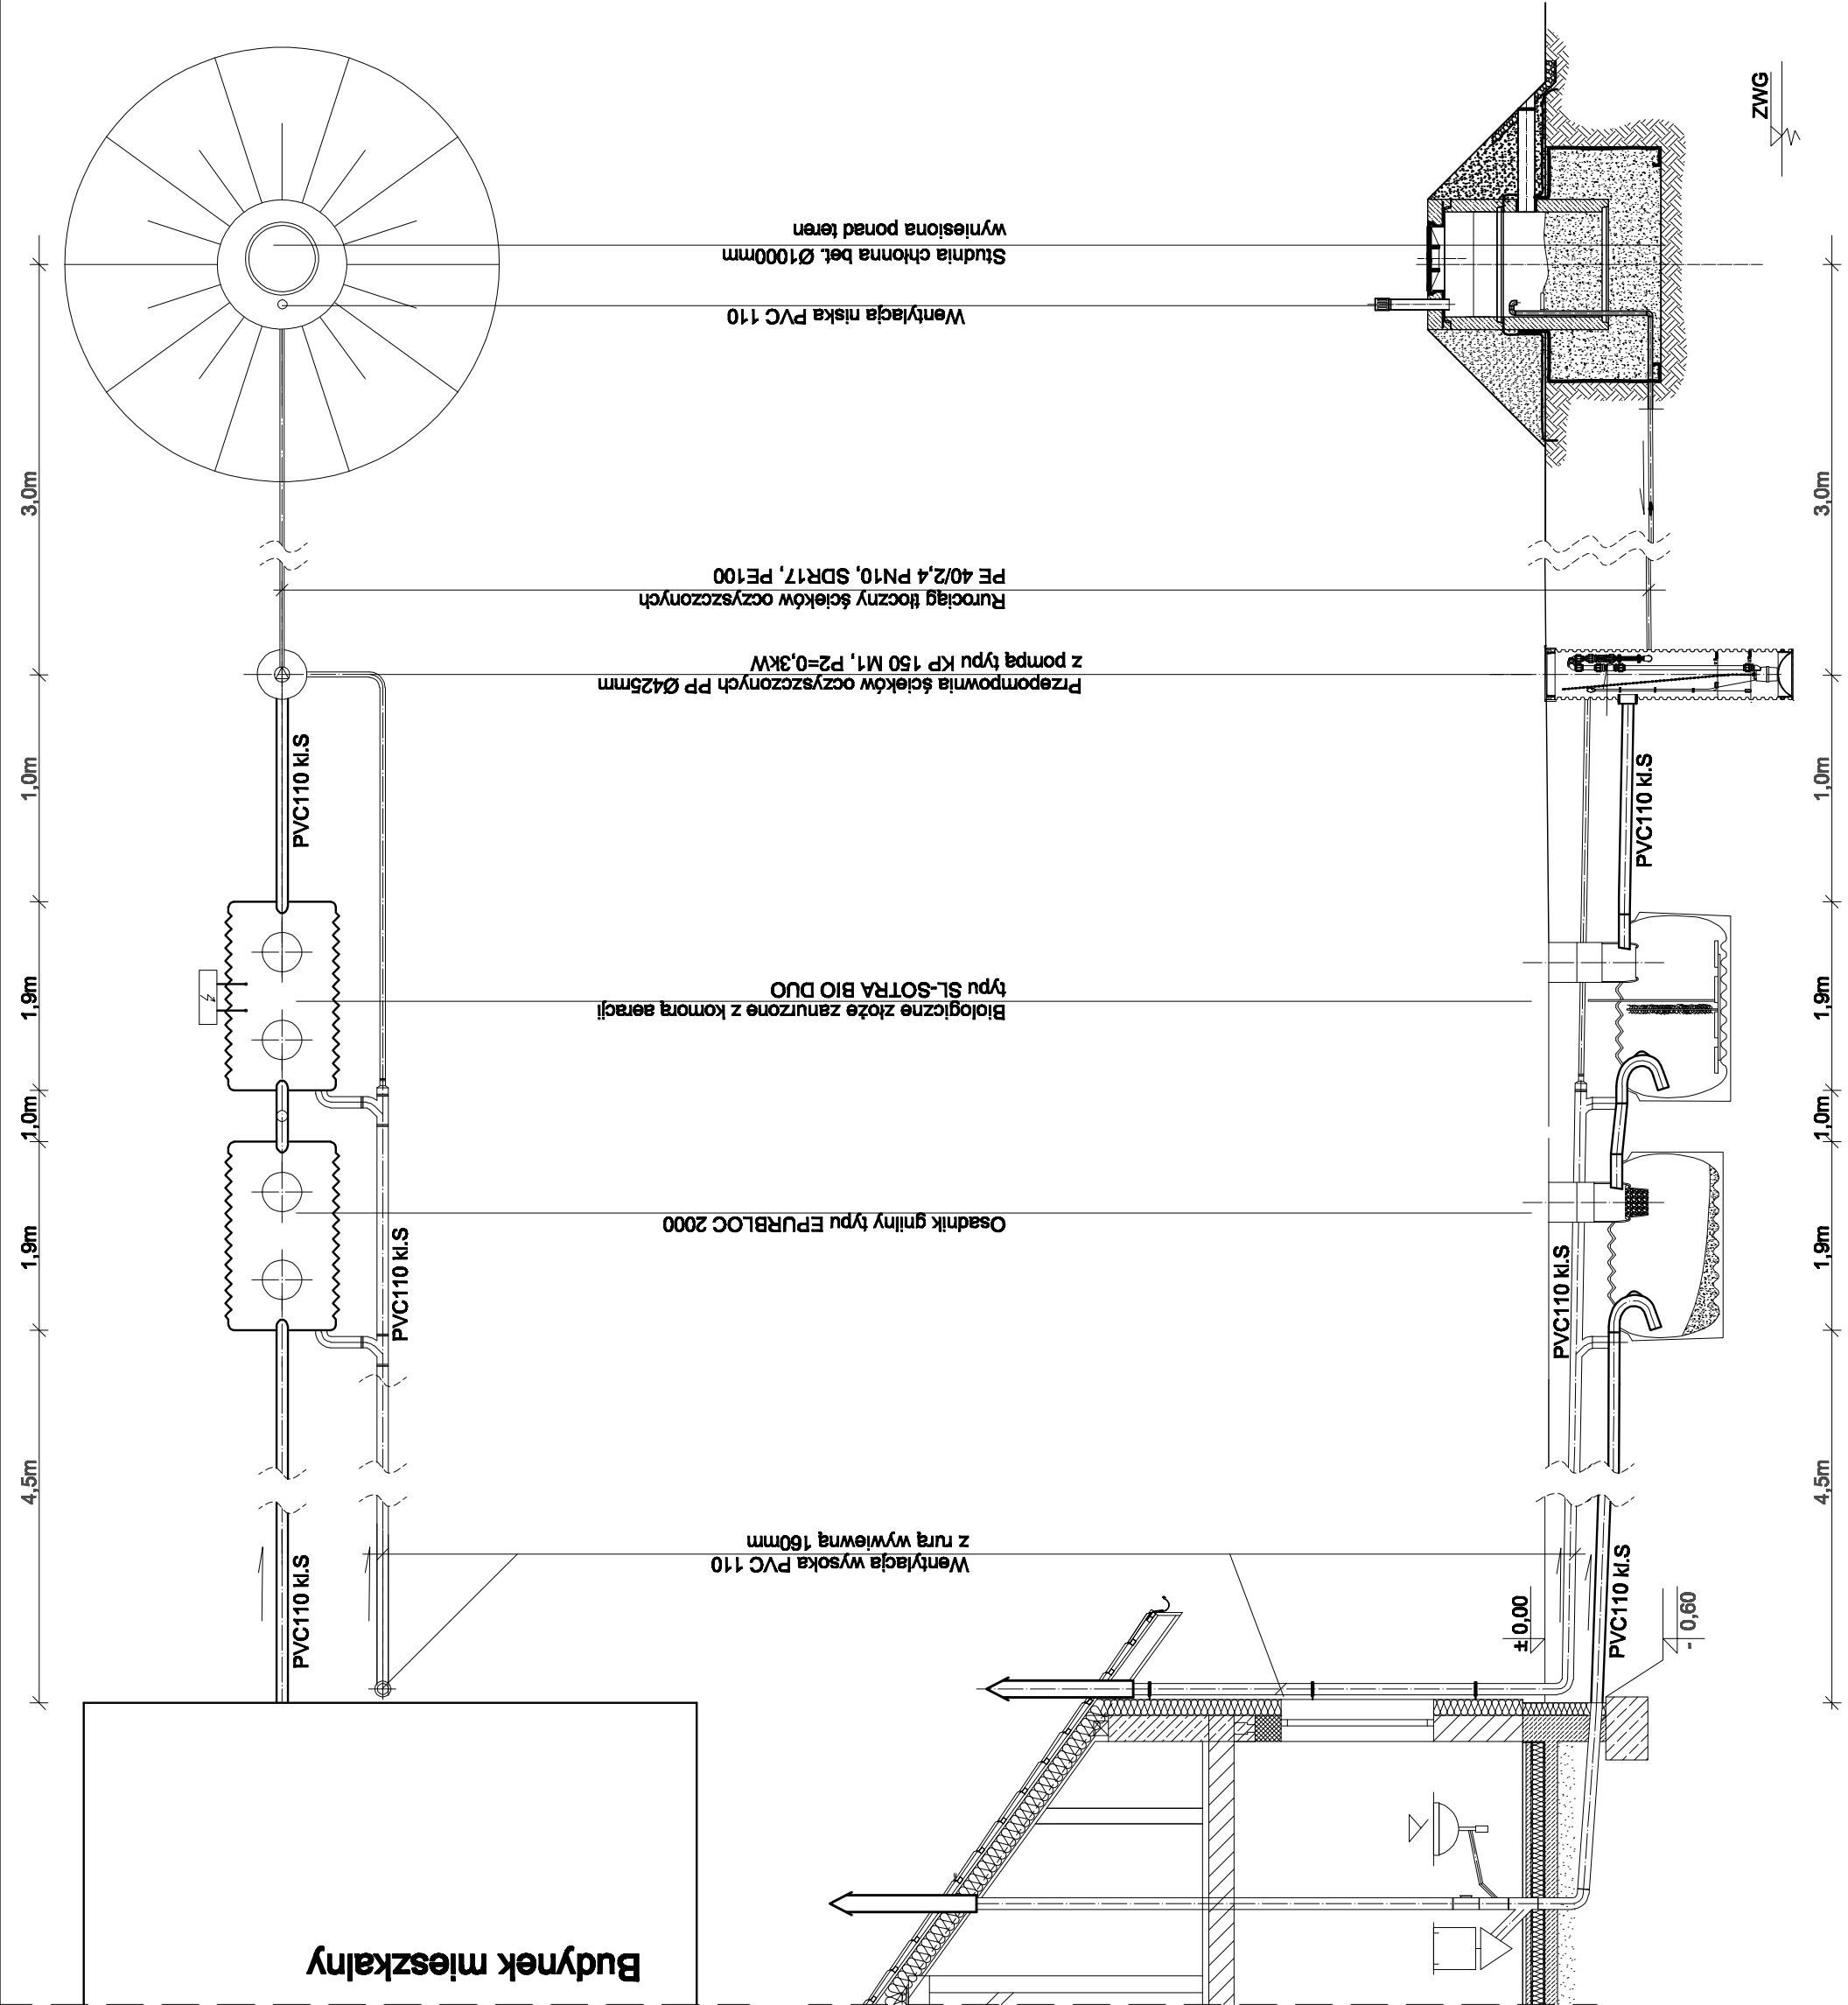 3,0m
1,0m
1,9m
1,0m
1,9m
4,5m
PVC110 kl.S
PVC110 kl.S
PVC110 kl.S
Budynek mieszkalny
Studnia chłonna bet. Ø1000mm
wyniesiona ponad teren
Wentylacja niska PVC 110
Rurociąg tłoczny ścieków oczyszczonych
PE 40/2,4 PN10, SDR17, PE100
Przepompownia ścieków oczyszczonych PP Ø425mm
z pompą typu KP 150 M1, P2=0,3kW
Biologiczne złoże zanurzone z komorą aeracji
typu SL-SOTRA BIO DUO
Osadnik gnilny typu EPURBLOC 2000
Wentylacja wysoka PVC 110
z rurą wywiewną 160mm
ZWG
PVC110 kl.S
PVC110 kl.S
PVC110 kl.S
± 0,00
- 0,60
3,0m
1,0m
1,9m
1,0m
1,9m
4,5m